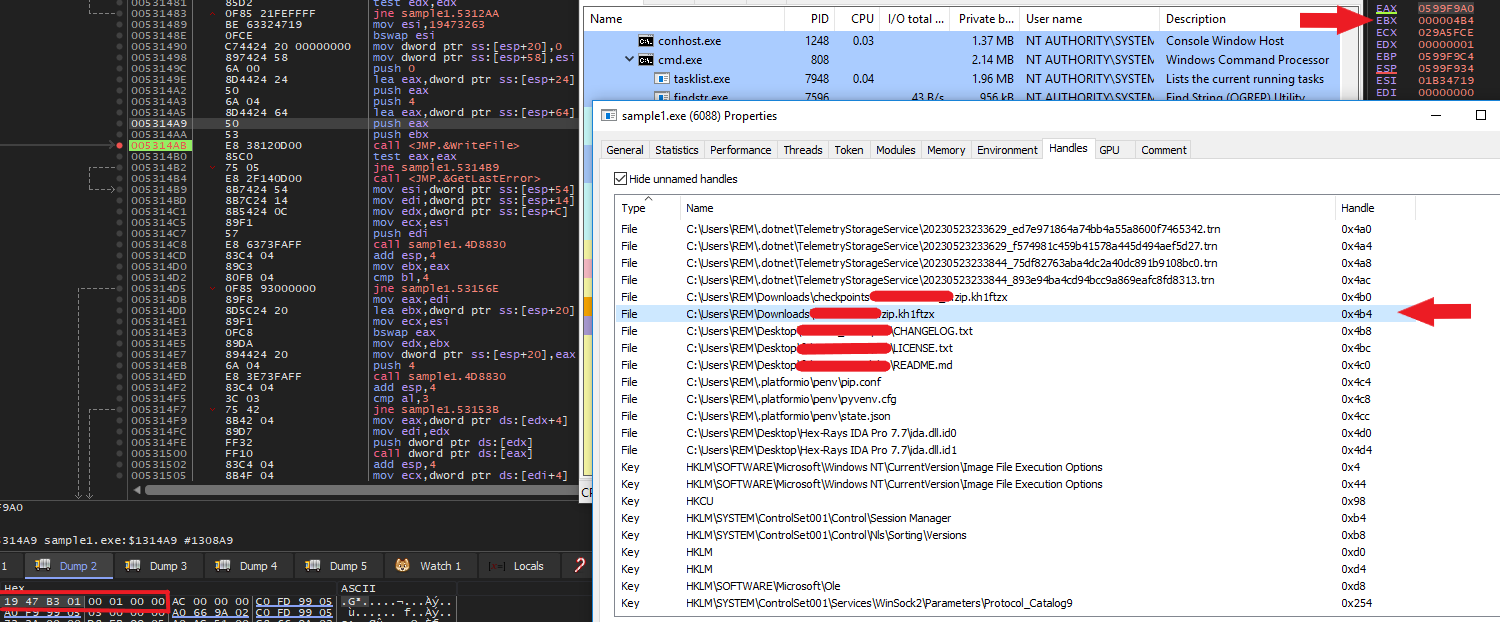 00531481 85D2 test edx,edx
00531483 0F85 21FEFFFF jne sample1.5312AA
00531489 BE 63324719 mov esi,19473263
0053148E 0FCE bswap esi
00531490 C74424 20 00000000 mov dword ptr ss:[esp+20],0
00531498 897424 58 mov dword ptr ss:[esp+58],esi
0053149C 6A 00 push 0
0053149E 8D4424 24 lea eax,dword ptr ss:[esp+24]
005314A2 50 push eax
005314A3 6A 04 push 4
005314A5 8D4424 64 lea eax,dword ptr ss:[esp+64]
005314A9 50 push eax
005314AA 53 push ebx
005314AB E8 38120D00 call <JMP.&WriteFile>
005314B0 85C0 test eax,eax
005314B2 75 05 jne sample1.5314B9
005314B4 E8 2F140D00 call <JMP.&GetLastError>
005314B9 8B7424 54 mov esi,dword ptr ss:[esp+54]
005314BD 8B7C24 14 mov edi,dword ptr ss:[esp+14]
005314C1 8B5424 0C mov edx,dword ptr ss:[esp+C]
005314C5 89F1 mov ecx,esi
005314C7 57 push edi
005314C8 E8 6373FAFF call sample1.4D8830
005314CD 83C4 04 add esp,4
005314D0 89C3 mov ebx,eax
005314D2 80FB 04 cmp bl,4
005314D5 0F85 93000000 jne sample1.53156E
005314DB 89F8 mov eax,edi
005314DD 8D5C24 20 lea ebx,dword ptr ss:[esp+20]
005314E1 89F1 mov ecx,esi
005314E3 0FC8 bswap eax
005314E5 89DA mov edx,ebx
005314E7 894424 20 mov dword ptr ss:[esp+20],eax
005314EB 6A 04 push 4
005314ED E8 3E73FAFF call sample1.4D8830
005314F2 83C4 04 add esp,4
005314F5 3C 03 cmp al,3
005314F7 75 42 jne sample1.53153B
005314F9 8B42 04 mov eax,dword ptr ds:[edx+4]
005314FC 89D7 mov edi,edx
005314FE FF32 push dword ptr ds:[edx]
00531500 FF10 call dword ptr ds:[eax]
00531502 83C4 04 add esp,4
00531505 8B4F 04 mov ecx,dword ptr ds:[edi+4]
F9A0
314A9 sample1.exe:$1314A9 #1308A9
1 Dump 2 Dump 3 Dump 4 Dump 5 Watch 1 Locals
Hex ASCII
19 47 B3 01 00 01 00 00 AC 00 00 00 C0 FD 99 05
Name PID CPU I/O total ... Private b... User name Description
conhost.exe 1248 0.03 1.37 MB NT AUTHORITY\SYSTEM Console Window Host
cmd.exe 808 2.14 MB NT AUTHORITY\SYSTEM Windows Command Processor
tasklist.exe 7948 0.04 1.96 MB NT AUTHORITY\SYSTEM Lists the current running tasks
findstr.exe 7596 43 B/s 956 kB NT AUTHORITY\SYSTEM Find String (QGREP) Utility
EAX 0599F9A0
EBX 000004B4
ECX 029A5FCE
EDX 00000001
EBP 0599F9C4
ESP 0599F934
ESI 01B34719
EDI 00000000
sample1.exe (6088) Properties
General Statistics Performance Threads Token Modules Memory Environment Handles GPU Comment
Hide unnamed handles
Type Name Handle
File C:\Users\REM\.dotnet\TelemetryStorageService\20230523233629_ed7e971864a74bb4a55a8600f7465342.trn 0x4a0
File C:\Users\REM\.dotnet\TelemetryStorageService\20230523233629_f574981c459b41578a445d494aef5d27.trn 0x4a4
File C:\Users\REM\.dotnet\TelemetryStorageService\20230523233844_75df82763aba4dc2a40dc891b9108bc0.trn 0x4a8
File C:\Users\REM\.dotnet\TelemetryStorageService\20230523233844_893e94ba4cd94bcc9a869eafc8fd8313.trn 0x4ac
File C:\Users\REM\Downloads\checkpoints zip.kh1ftzx 0x4b0
File C:\Users\REM\Downloads\ zip.kh1ftzx 0x4b4
File C:\Users\REM\Desktop\ \CHANGELOG.txt 0x4b8
File C:\Users\REM\Desktop\ \LICENSE.txt 0x4bc
File C:\Users\REM\Desktop\ \README.md 0x4c0
File C:\Users\REM\.platformio\penv\pip.conf 0x4c4
File C:\Users\REM\.platformio\penv\pyvenv.cfg 0x4c8
File C:\Users\REM\.platformio\penv\state.json 0x4cc
File C:\Users\REM\Desktop\Hex-Rays IDA Pro 7.7\ida.dll.id0 0x4d0
File C:\Users\REM\Desktop\Hex-Rays IDA Pro 7.7\ida.dll.id1 0x4d4
Key HKLM\SOFTWARE\Microsoft\Windows NT\CurrentVersion\Image File Execution Options 0x4
Key HKLM\SOFTWARE\Microsoft\Windows NT\CurrentVersion\Image File Execution Options 0x44
Key HKCU 0x98
Key HKLM\SYSTEM\ControlSet001\Control\Session Manager 0xb4
Key HKLM\SYSTEM\ControlSet001\Control\Nls\Sorting\Versions 0xb8
Key HKLM 0xd0
Key HKLM 0xd4
Key HKLM\SOFTWARE\Microsoft\Ole 0xd8
Key HKLM\SYSTEM\ControlSet001\Services\WinSock2\Parameters\Protocol_Catalog9 0x254